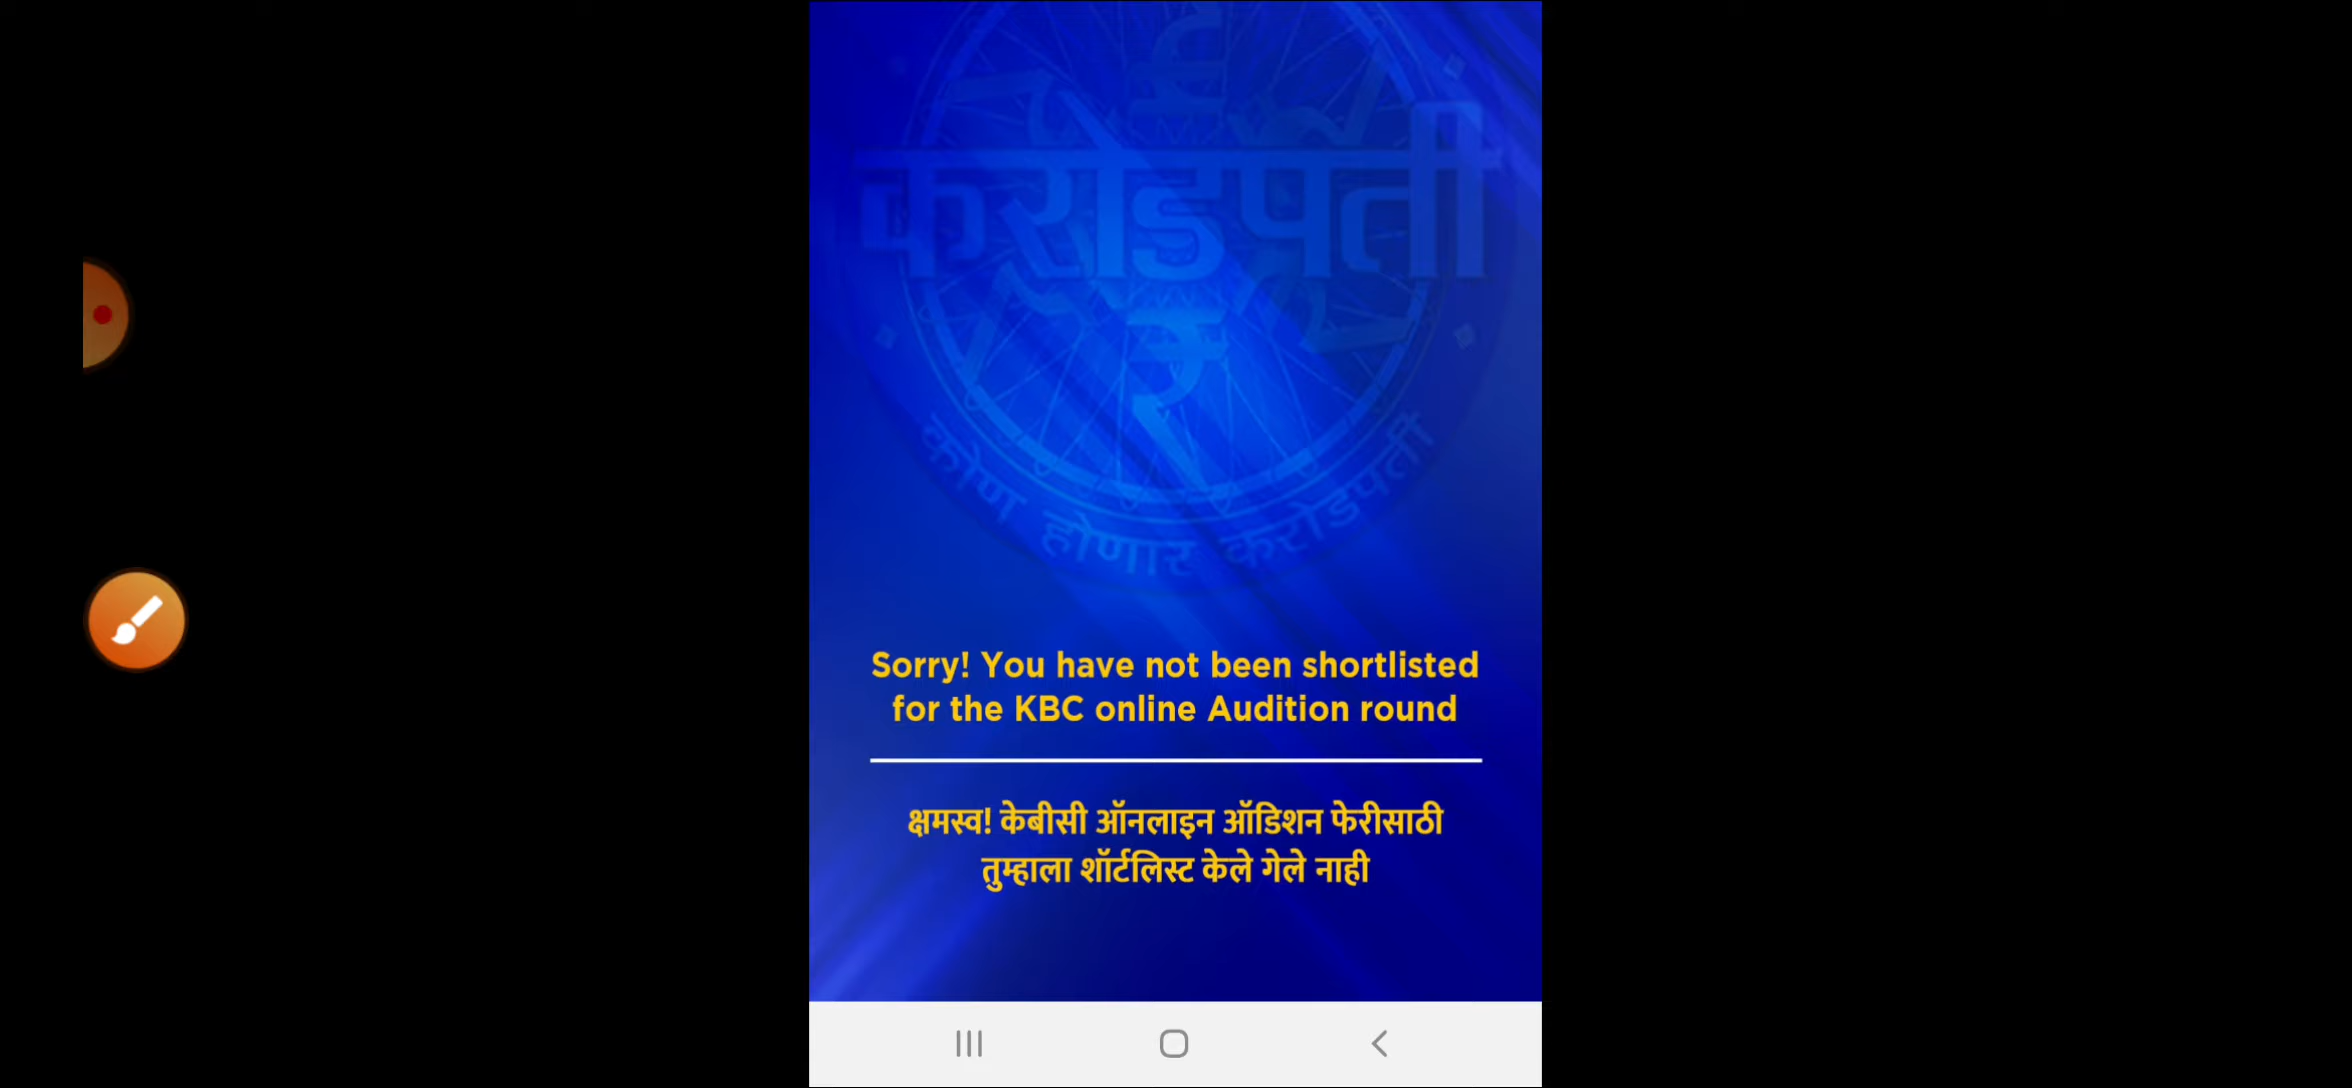 करोडपती
कोण होणार करोडपती
Sorry! You have not been shortlisted
for the KBC online Audition round
क्षमस्व! केबीसी ऑनलाइन ऑडिशन फेरीसाठी
तुम्हाला शॉर्टलिस्ट केले गेले नाही